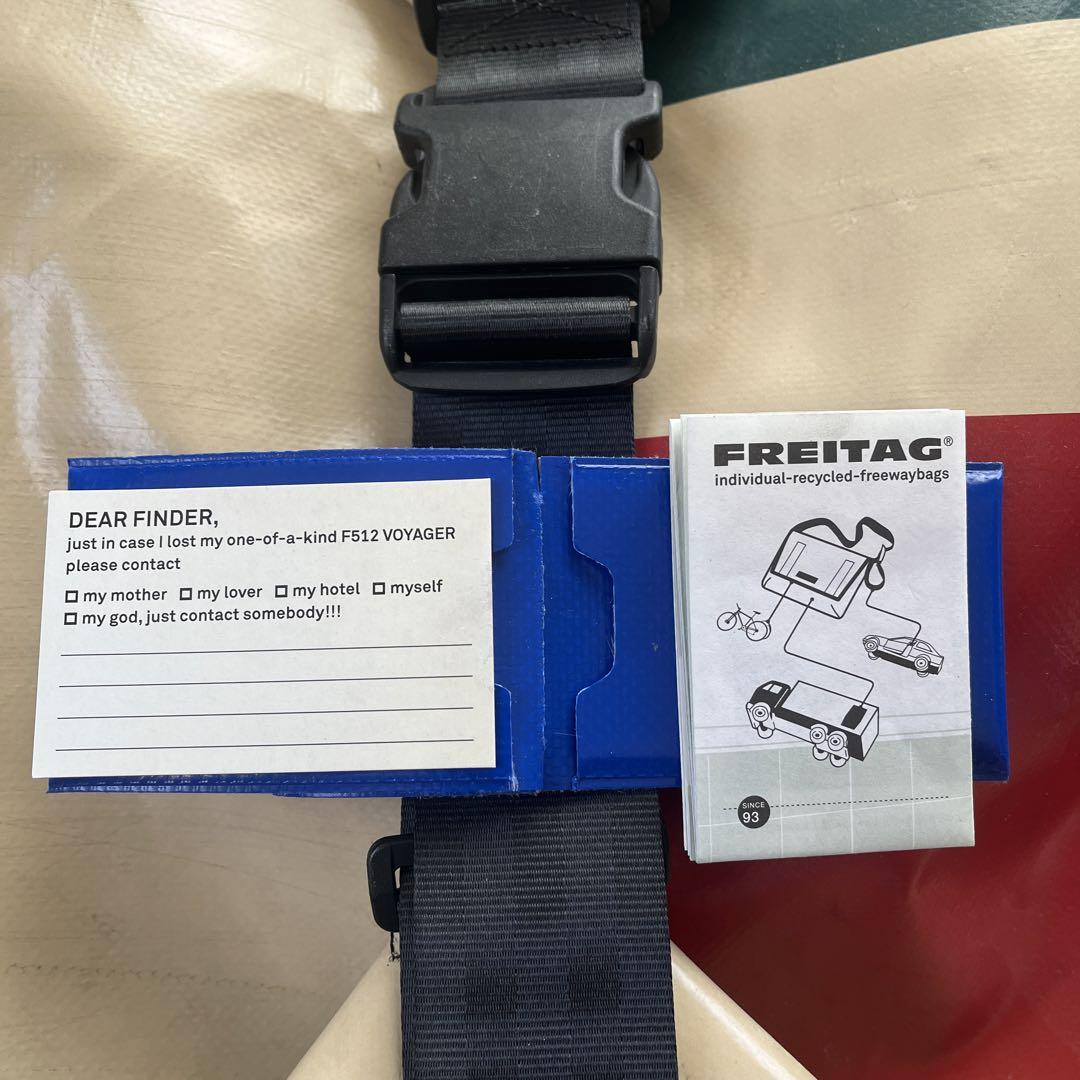 DEAR FINDER,
just in case I lost my one-of-a-kind F512 VOYAGER
please contact
my mother my lover my hotel myself
my god, just contact somebody!!!
FREITAG®
individual-recycled-freewaybags
SINCE
93